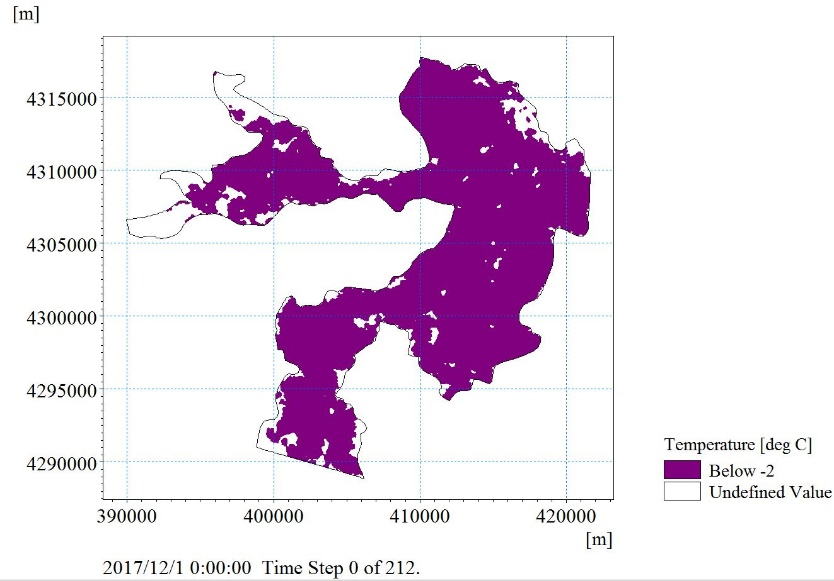 [m]
4315000
4310000
4305000
4300000
4295000
4290000
390000 400000 410000 420000
[m]
Temperature [deg C]
Below -2
Undefined Value
2017/12/1 0:00:00 Time Step 0 of 212.